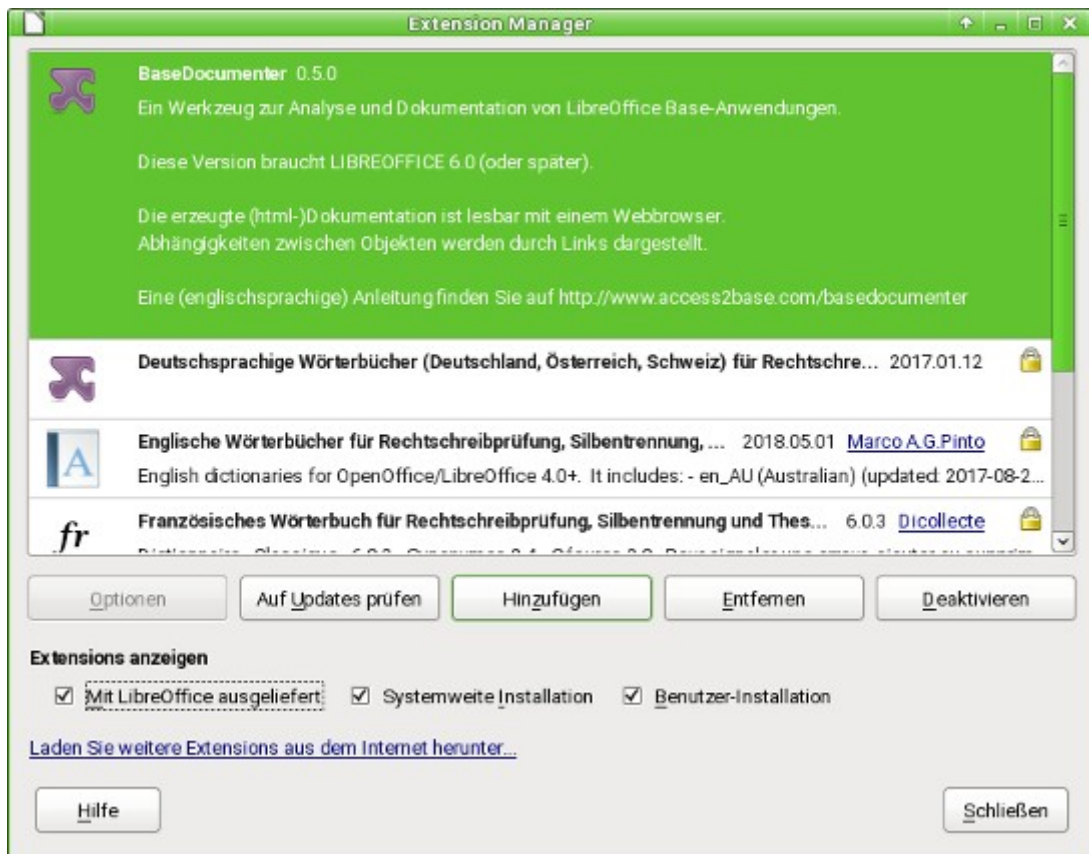 Extension Manager
BaseDocumenter 0.5.0
Ein Werkzeug zur Analyse und Dokumentation von LibreOffice Base-Anwendungen.
Diese Version braucht LIBREOFFICE 6.0 (oder später).
Die erzeugte (html-)Dokumentation ist lesbar mit einem Webbrowser.
Abhängigkeiten zwischen Objekten werden durch Links dargestellt.
Eine (englischsprachige) Anleitung finden Sie auf http://www.access2base.com/basedocumenter
Deutschsprachige Wörterbücher (Deutschland, Österreich, Schweiz) für Rechtschre... 2017.01.12
A
Englische Wörterbücher für Rechtschreibprüfung, Silbentrennung, ... 2018.05.01 Marco A.G.Pinto
English dictionaries for OpenOffice/LibreOffice 4.0+. It includes: - en_AU (Australian) (updated: 2017-08-2...
fr
Französisches Wörterbuch für Rechtschreibprüfung, Silbentrennung und Thes... 6.0.3 Dicollecte
Optionen Auf Updates prüfen Hinzufügen Entfernen Deaktivieren
Extensions anzeigen
Mit LibreOffice ausgeliefert Systemweite Installation Benutzer-Installation
Laden Sie weitere Extensions aus dem Internet herunter...
Hilfe Schließen